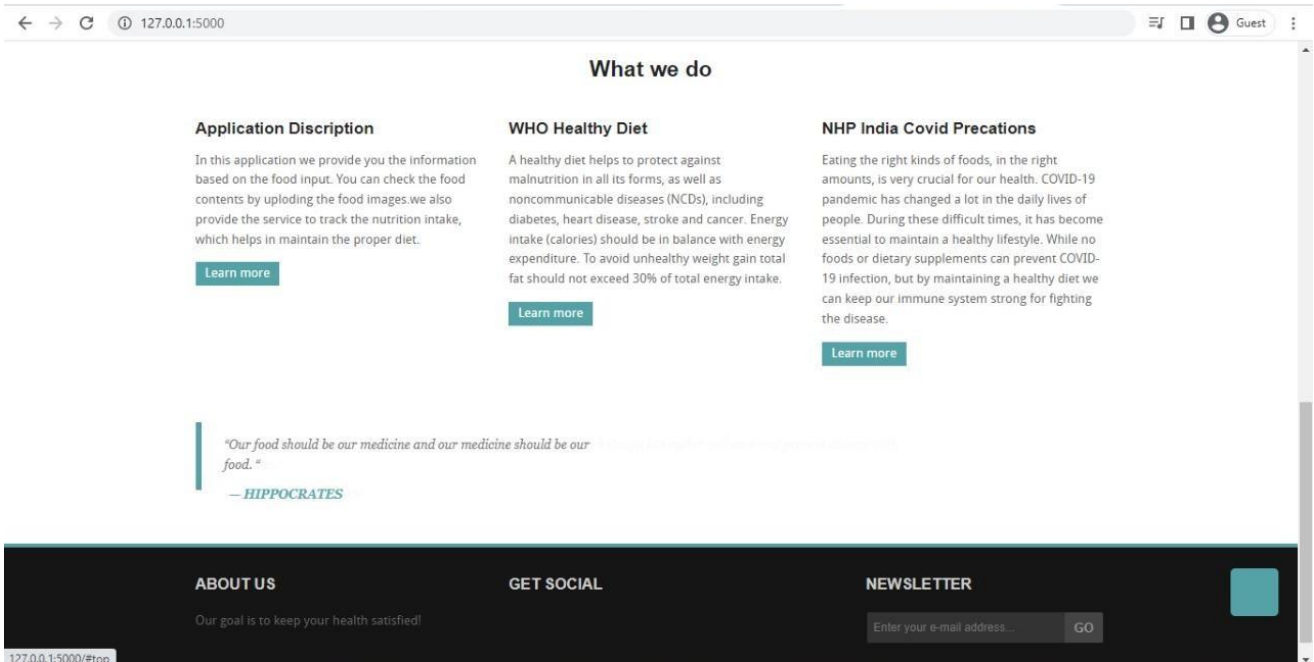 127.0.0.1:5000
Guest
What we do
Application Discription
In this application we provide you the information
based on the food input. You can check the food
contents by uploding the food images.we also
provide the service to track the nutrition intake,
which helps in maintain the proper diet.
Learn more
WHO Healthy Diet
A healthy diet helps to protect against
malnutrition in all its forms, as well as
noncommunicable diseases (NCDs), including
diabetes, heart disease, stroke and cancer. Energy
intake (calories) should be in balance with energy
expenditure. To avoid unhealthy weight gain total
fat should not exceed 30% of total energy intake.
Learn more
NHP India Covid Precations
Eating the right kinds of foods, in the right
amounts, is very crucial for our health. COVID-19
pandemic has changed a lot in the daily lives of
people. During these difficult times, it has become
essential to maintain a healthy lifestyle. While no
foods or dietary supplements can prevent COVID-
19 infection, but by maintaining a healthy diet we
can keep our immune system strong for fighting
the disease.
Learn more
“Our food should be our medicine and our medicine should be our
food. “
— HIPPOCRATES
ABOUT US
Our goal is to keep your health satisfied!
GET SOCIAL
NEWSLETTER
Enter your e-mail address...
GO
127.0.0.1:5000/#top